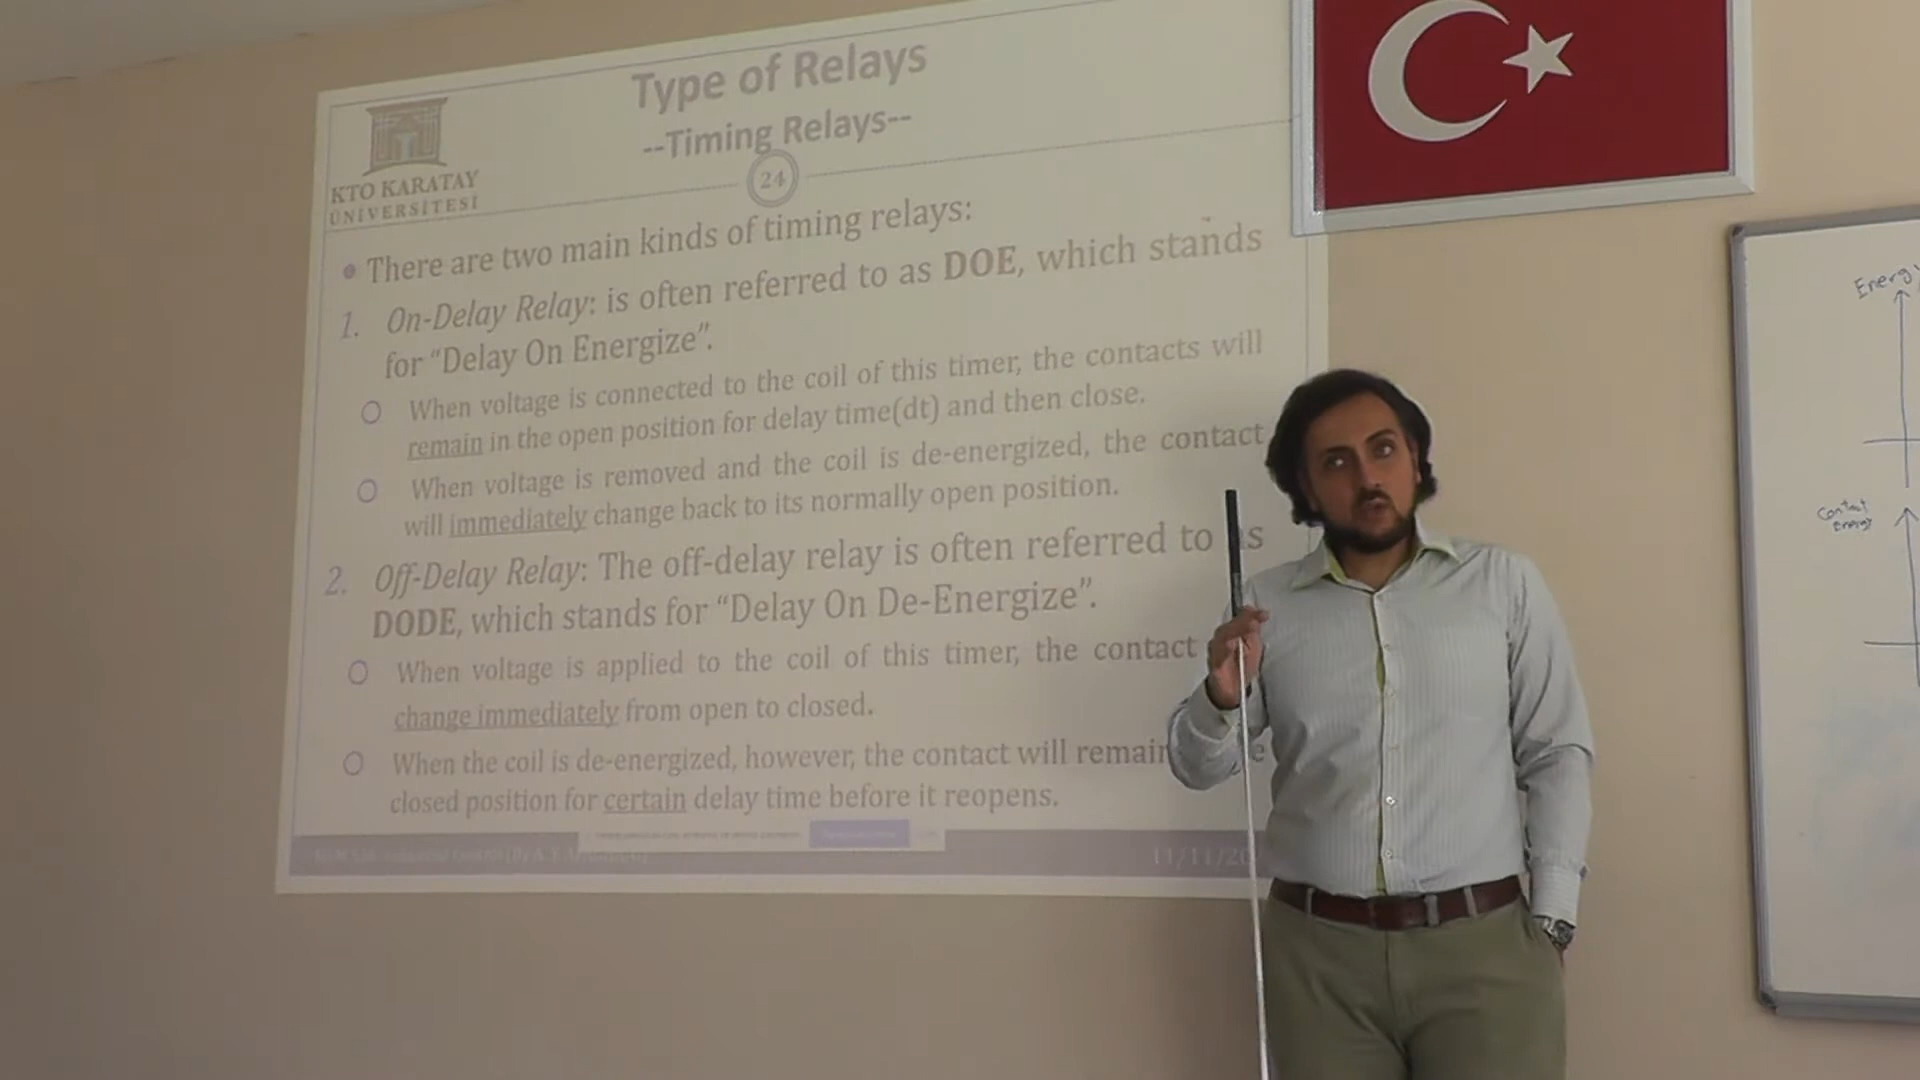 Type of Relays
--Timing Relays--
24
KTO KARATAY
ÜNİVERSİTESİ
There are two main kinds of timing relays:
1. On-Delay Relay: is often referred to as DOE, which stands
for “Delay On Energize”.
When voltage is connected to the coil of this timer, the contacts will
remain in the open position for delay time(dt) and then close.
When voltage is removed and the coil is de-energized, the contact
will immediately change back to its normally open position.
2. Off-Delay Relay: The off-delay relay is often referred to as
DODE, which stands for “Delay On De-Energize”.
When voltage is applied to the coil of this timer, the contact
change immediately from open to closed.
When the coil is de-energized, however, the contact will remain
closed position for certain delay time before it reopens.
11/11/20
Energy
Contact
Energy